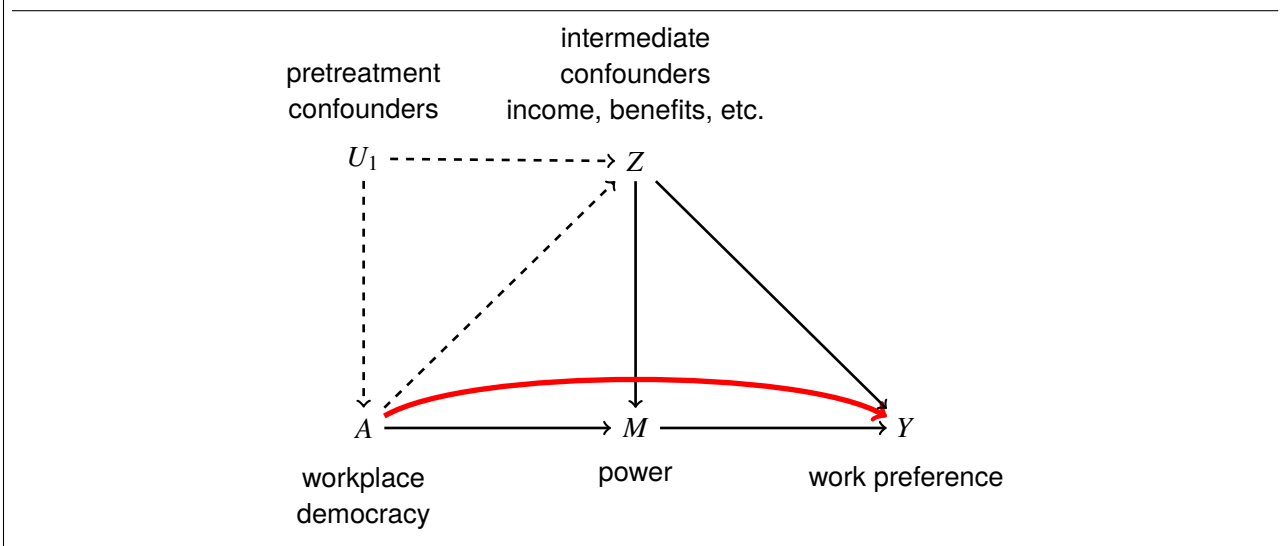 pretreatment
confounders
intermediate
confounders
income, benefits, etc.
U1
Z
A
M
Y
workplace
democracy
power
work preference